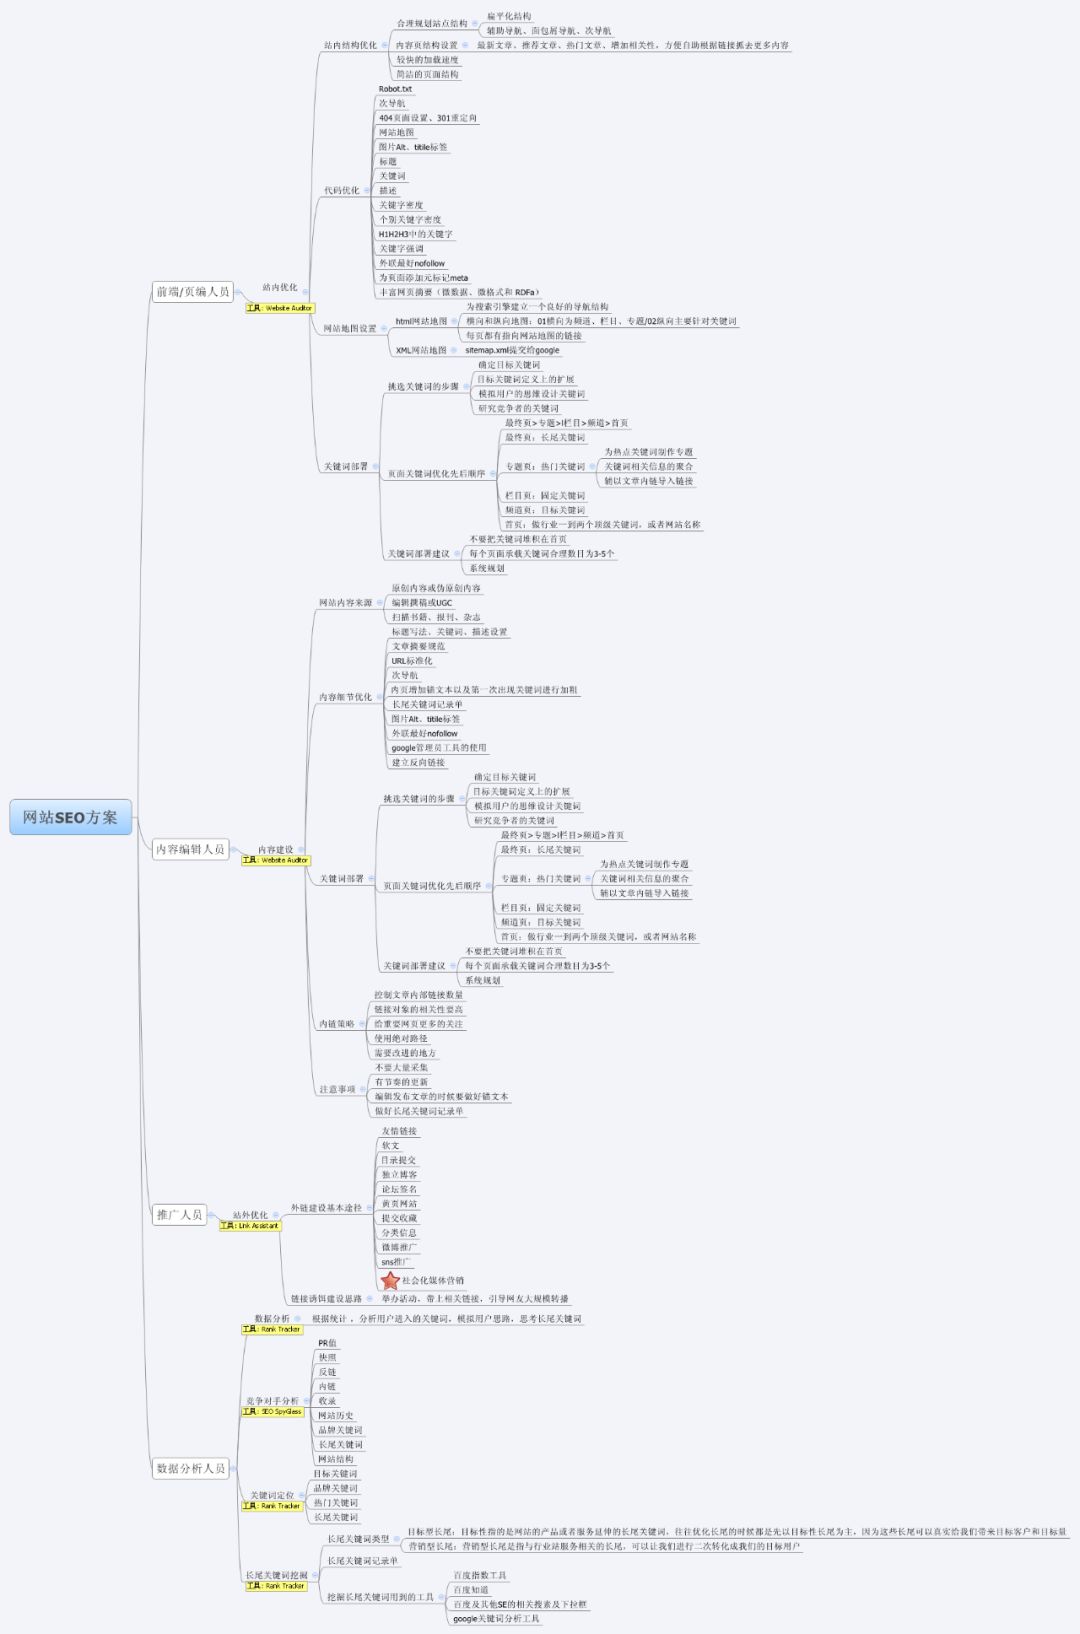 网站SEO方案
前端/页编人员
站内优化
工具：Website Auditor
站内结构优化
合理规划站点结构
扁平化结构
辅助导航、面包屑导航、次导航
内容页结构设置
最新文章、推荐文章、热门文章、增加相关性，方便自助根据链接抓去更多内容
较快的加载速度
简洁的页面结构
代码优化
Robot.txt
次导航
404页面设置、301重定向
网站地图
图片Alt、titile标签
标题
关键词
描述
关键字密度
个别关键字密度
H1H2H3中的关键字
关键字强调
外联最好nofollow
为页面添加元标记meta
丰富网页摘要（微数据、微格式和 RDFa）
网站地图设置
html网站地图
为搜索引擎建立一个良好的导航结构
横向和纵向地图：01横向为频道、栏目、专题/02纵向主要针对关键词
每页都有指向网站地图的链接
XML网站地图
sitemap.xml提交给google
关键词部署
挑选关键词的步骤
确定目标关键词
目标关键词定义上的扩展
模拟用户的思维设计关键词
研究竞争者的关键词
页面关键词优化先后顺序
最终页>专题>l栏目>频道>首页
最终页：长尾关键词
专题页：热门关键词
为热点关键词制作专题
关键词相关信息的聚合
辅以文章内链导入链接
栏目页：固定关键词
频道页：目标关键词
首页：做行业一到两个顶级关键词，或者网站名称
关键词部署建议
不要把关键词堆积在首页
每个页面承载关键词合理数目为3-5个
系统规划
内容编辑人员
内容建设
工具：Website Auditor
网站内容来源
原创内容或伪原创内容
编辑撰稿或UGC
扫描书籍、报刊、杂志
内容细节优化
标题写法、关键词、描述设置
文章摘要规范
URL标准化
次导航
内页增加锚文本以及第一次出现关键词进行加粗
长尾关键词记录单
图片Alt、titile标签
外联最好nofollow
google管理员工具的使用
建立反向链接
关键词部署
挑选关键词的步骤
确定目标关键词
目标关键词定义上的扩展
模拟用户的思维设计关键词
研究竞争者的关键词
页面关键词优化先后顺序
最终页>专题>l栏目>频道>首页
最终页：长尾关键词
专题页：热门关键词
为热点关键词制作专题
关键词相关信息的聚合
辅以文章内链导入链接
栏目页：固定关键词
频道页：目标关键词
首页：做行业一到两个顶级关键词，或者网站名称
关键词部署建议
不要把关键词堆积在首页
每个页面承载关键词合理数目为3-5个
系统规划
内链策略
控制文章内部链接数量
链接对象的相关性要高
给重要网页更多的关注
使用绝对路径
需要改进的地方
注意事项
不要大量采集
有节奏的更新
编辑发布文章的时候要做好锚文本
做好长尾关键词记录单
推广人员
站外优化
工具：Link Assistant
外链建设基本途径
友情链接
软文
目录提交
独立博客
论坛签名
黄页网站
提交收藏
分类信息
微博推广
sns推广
社会化媒体营销
链接诱饵建设思路
举办活动，带上相关链接，引导网友大规模转播
数据分析人员
数据分析
工具：Rank Tracker
根据统计，分析用户进入的关键词，模拟用户思路，思考长尾关键词
竞争对手分析
工具：SEO SpyGlass
PR值
快照
反链
内链
收录
网站历史
品牌关键词
长尾关键词
网站结构
关键词定位
工具：Rank Tracker
目标关键词
品牌关键词
热门关键词
长尾关键词
长尾关键词挖掘
工具：Rank Tracker
长尾关键词类型
目标型长尾：目标性指的是网站的产品或者服务延伸的长尾关键词，往往优化长尾的时候都是先以目标性长尾为主，因为这些长尾可以真实给我们带来目标客户和目标量
营销型长尾：营销型长尾是指与行业站服务相关的长尾，可以让我们进行二次转化成我们的目标用户
长尾关键词记录单
挖掘长尾关键词用到的工具
百度指数工具
百度知道
百度及其他SE的相关搜素及下拉框
google关键词分析工具